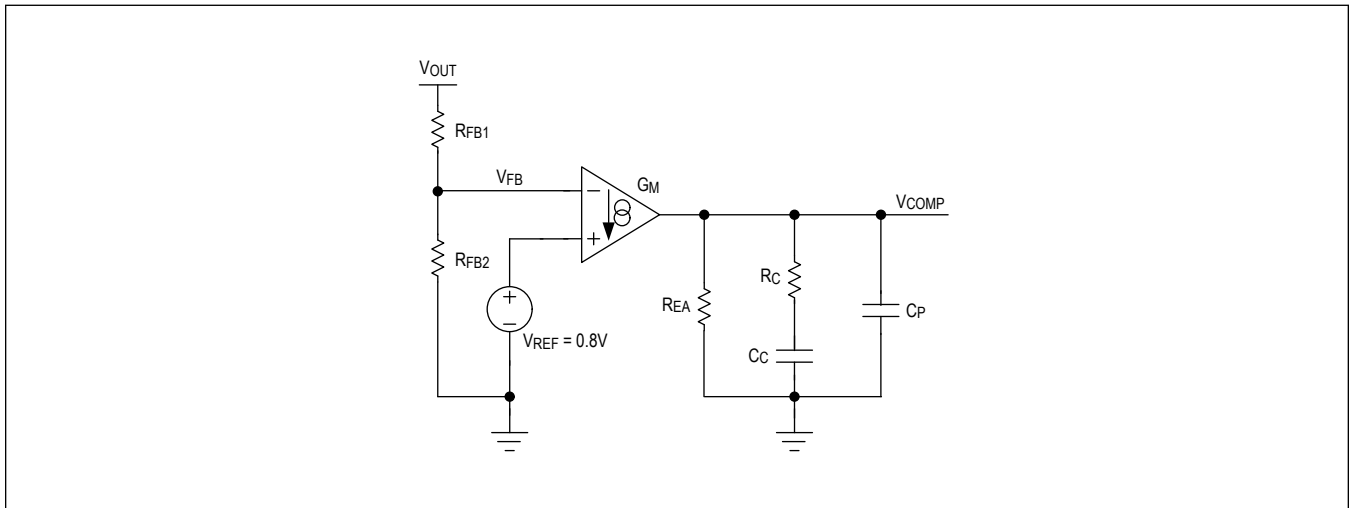 VOUT
RFB1
VFB
GM
−
+
RFB2
+
−
VREF = 0.8V
VCOMP
RC
REA
CP
CC